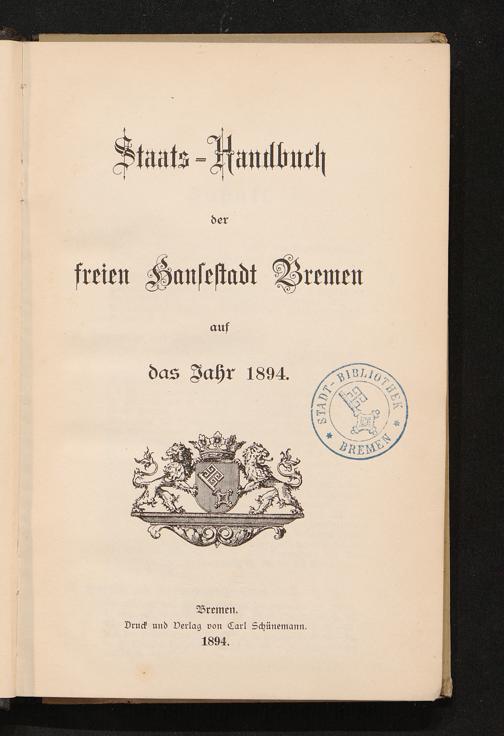 Staats-Handbuch
der
freien Hansestadt Bremen
auf
das Jahr 1894.
STADT-BIBLIOTHEK
* BREMEN *
Bremen.
Druck und Verlag von Carl Schünemann.
1894.